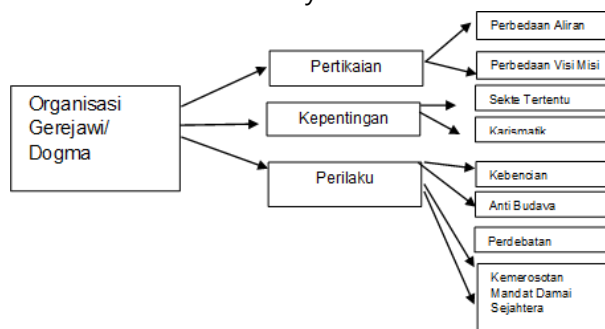 Organisasi
Gerejawi/
Dogma
Pertikaian
Kepentingan
Perilaku
Perbedaan Aliran
Perbedaan Visi Misi
Sekte Tertentu
Karismatik
Kebencian
Anti Budaya
Perdebatan
Kemerosotan
Mandat Damai
Sejahtera